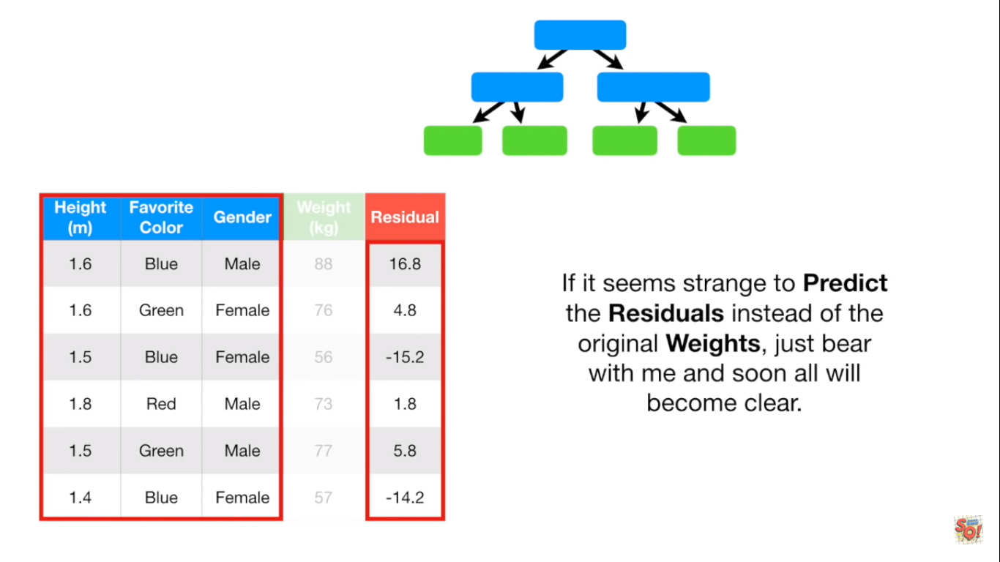 Height (m) Favorite Color Gender Weight (kg) Residual
1.6 Blue Male 88 16.8
1.6 Green Female 76 4.8
1.5 Blue Female 56 -15.2
1.8 Red Male 73 1.8
1.5 Green Male 77 5.8
1.4 Blue Female 57 -14.2
If it seems strange to Predict
the Residuals instead of the
original Weights, just bear
with me and soon all will
become clear.
SQ!